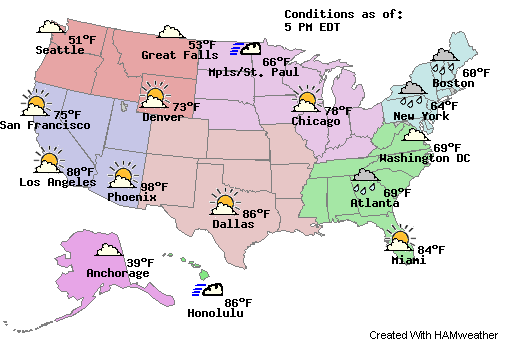 Conditions as of:
5 PM EDT
51°F
Seattle
53°F
Great Falls
66°F
Mpls/St. Paul
60°F
Boston
75°F
San Francisco
73°F
Denver
78°F
Chicago
64°F
New York
69°F
Washington DC
80°F
Los Angeles
98°F
Phoenix
69°F
Atlanta
86°F
Dallas
84°F
Miami
39°F
Anchorage
86°F
Honolulu
Created With HAMweather